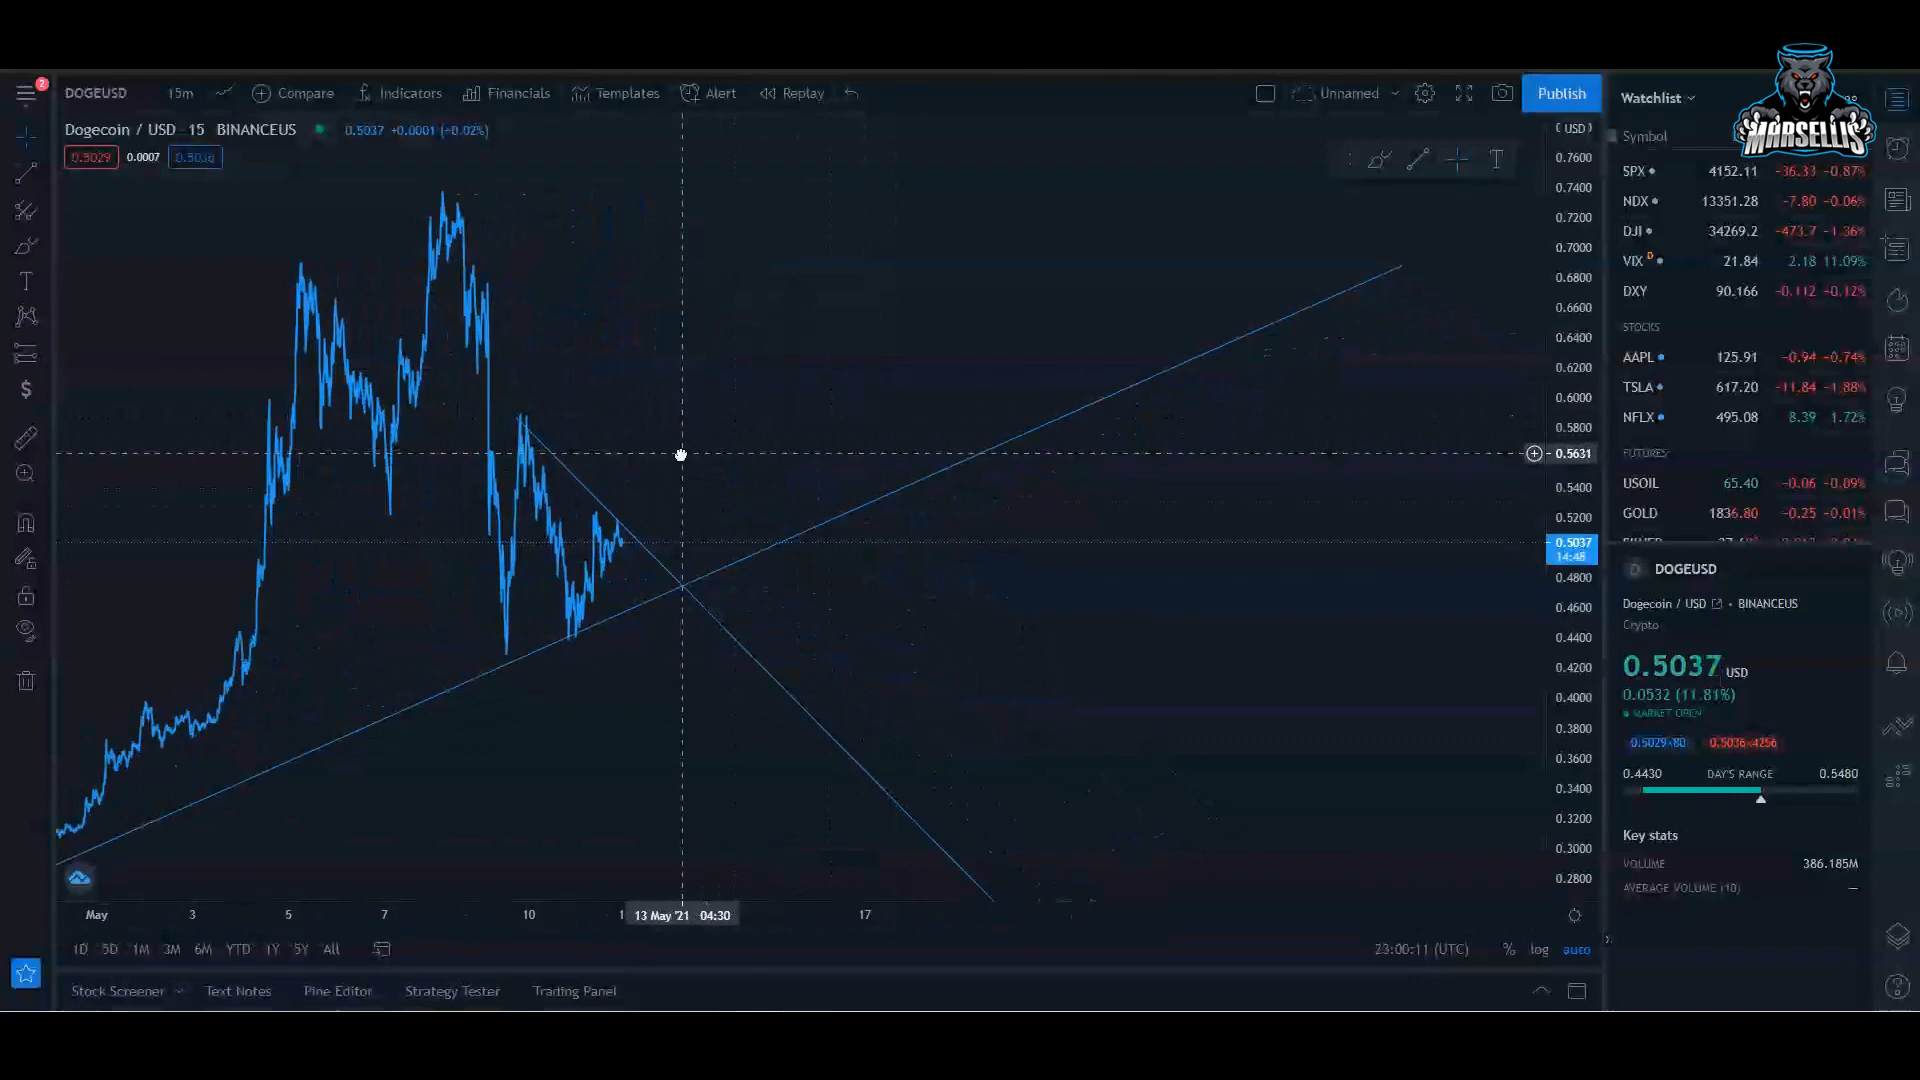 2
DOGEUSD 15m Compare Indicators Financials Templates Alert Replay Unnamed Publish
Watchlist
MARSELLIS
Dogecoin / USD 15 BINANCEUS 0.5037 +0.0001 (+0.02%)
0.5029 0.0007 0.5036
USD
Symbol
T
T
SPX 4152.11 -36.33 -0.87%
NDX 13351.28 -7.80 -0.06%
DJI 34269.2 -473.7 -1.36%
VIX D 21.84 2.18 11.09%
DXY 90.166 -0.112 -0.12%
STOCKS
AAPL 125.91 -0.94 -0.74%
TSLA 617.20 -11.84 -1.88%
NFLX 495.08 8.39 1.72%
FUTURES
USOIL 65.40 -0.06 -0.09%
GOLD 1836.80 -0.25 -0.01%
0.7600
0.7400
0.7200
0.7000
0.6800
0.6600
0.6400
0.6200
0.6000
0.5800
0.5631
0.5400
0.5200
0.5037
14:48
0.4800
0.4600
0.4400
0.4200
0.4000
0.3800
0.3600
0.3400
0.3200
0.3000
0.2800
D DOGEUSD
Dogecoin / USD • BINANCEUS
Crypto
0.5037 USD
0.0532 (11.81%)
MARKET OPEN
0.5029×80 0.5036×4256
0.4430 DAY'S RANGE 0.5480
Key stats
VOLUME 386.185M
AVERAGE VOLUME (10) —
May 3 5 7 10 1 13 May '21 04:30 17
1D 5D 1M 3M 6M YTD 1Y 5Y All 23:00:11 (UTC) % log auto
Stock Screener Text Notes Pine Editor Strategy Tester Trading Panel